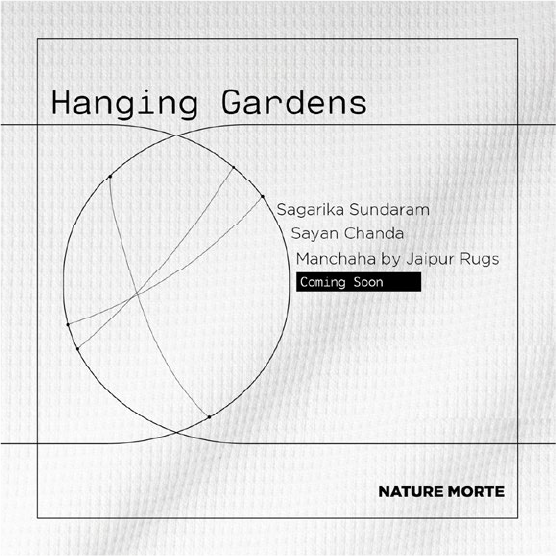 Hanging Gardens
Sagarika Sundaram
Sayan Chanda
Manchaha by Jaipur Rugs
Coming Soon
NATURE MORTE